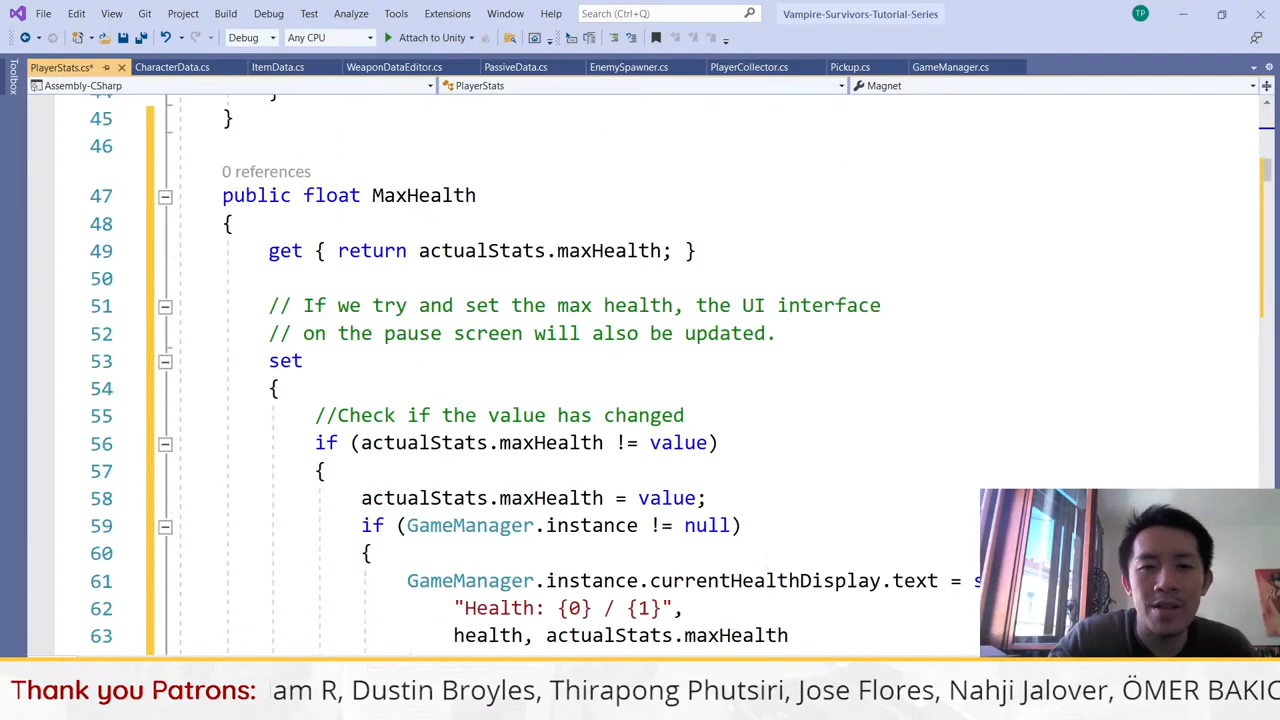 File Edit View Git Project Build Debug Test Analyze Tools Extensions Window Help Search (Ctrl+Q) Vampire-Survivors-Tutorial-Series TP
Debug Any CPU Attach to Unity
PlayerStats.cs* CharacterData.cs ItemData.cs WeaponDataEditor.cs PassiveData.cs EnemySpawner.cs PlayerCollector.cs Pickup.cs GameManager.cs
Toolbox
Assembly-CSharp PlayerStats Magnet
45 }
46
0 references
47 public float MaxHealth
48 {
49 get { return actualStats.maxHealth; }
50
51 // If we try and set the max health, the UI interface
52 // on the pause screen will also be updated.
53 set
54 {
55 //Check if the value has changed
56 if (actualStats.maxHealth != value)
57 {
58 actualStats.maxHealth = value;
59 if (GameManager.instance != null)
60 {
61 GameManager.instance.currentHealthDisplay.text =
62 "Health: {0} / {1}",
63 health, actualStats.maxHealth
Thank you Patrons: am R, Dustin Broyles, Thirapong Phutsiri, Jose Flores, Nahji Jalover, ÖMER BAKIC